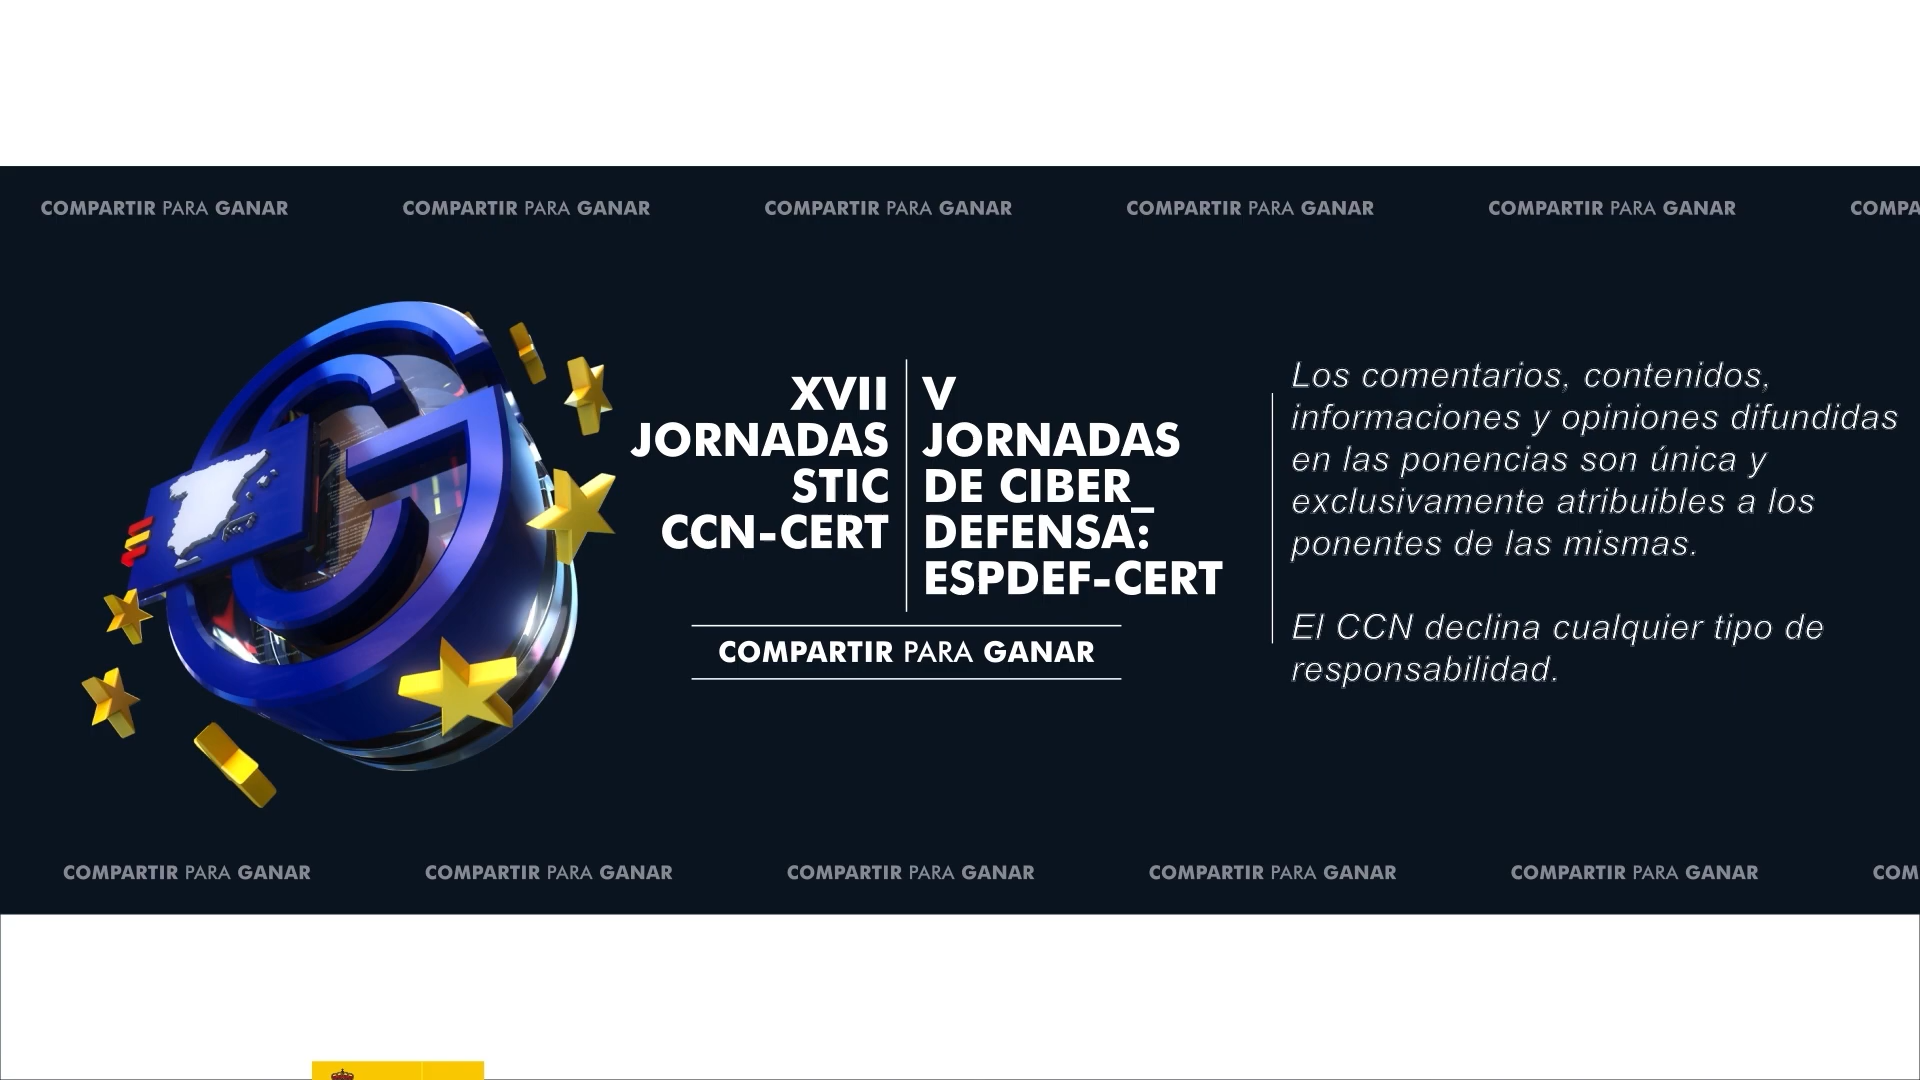 COMPARTIR PARA GANAR COMPARTIR PARA GANAR COMPARTIR PARA GANAR COMPARTIR PARA GANAR COMPARTIR PARA GANAR
XVII
JORNADAS
STIC
CCN-CERT
V
JORNADAS
DE CIBER_
DEFENSA:
ESPDEF-CERT
COMPARTIR PARA GANAR
Los comentarios, contenidos,
informaciones y opiniones difundidas
en las ponencias son única y
exclusivamente atribuibles a los
ponentes de las mismas.
El CCN declina cualquier tipo de
responsabilidad.
COMPARTIR PARA GANAR COMPARTIR PARA GANAR COMPARTIR PARA GANAR COMPARTIR PARA GANAR COMPARTIR PARA GANAR